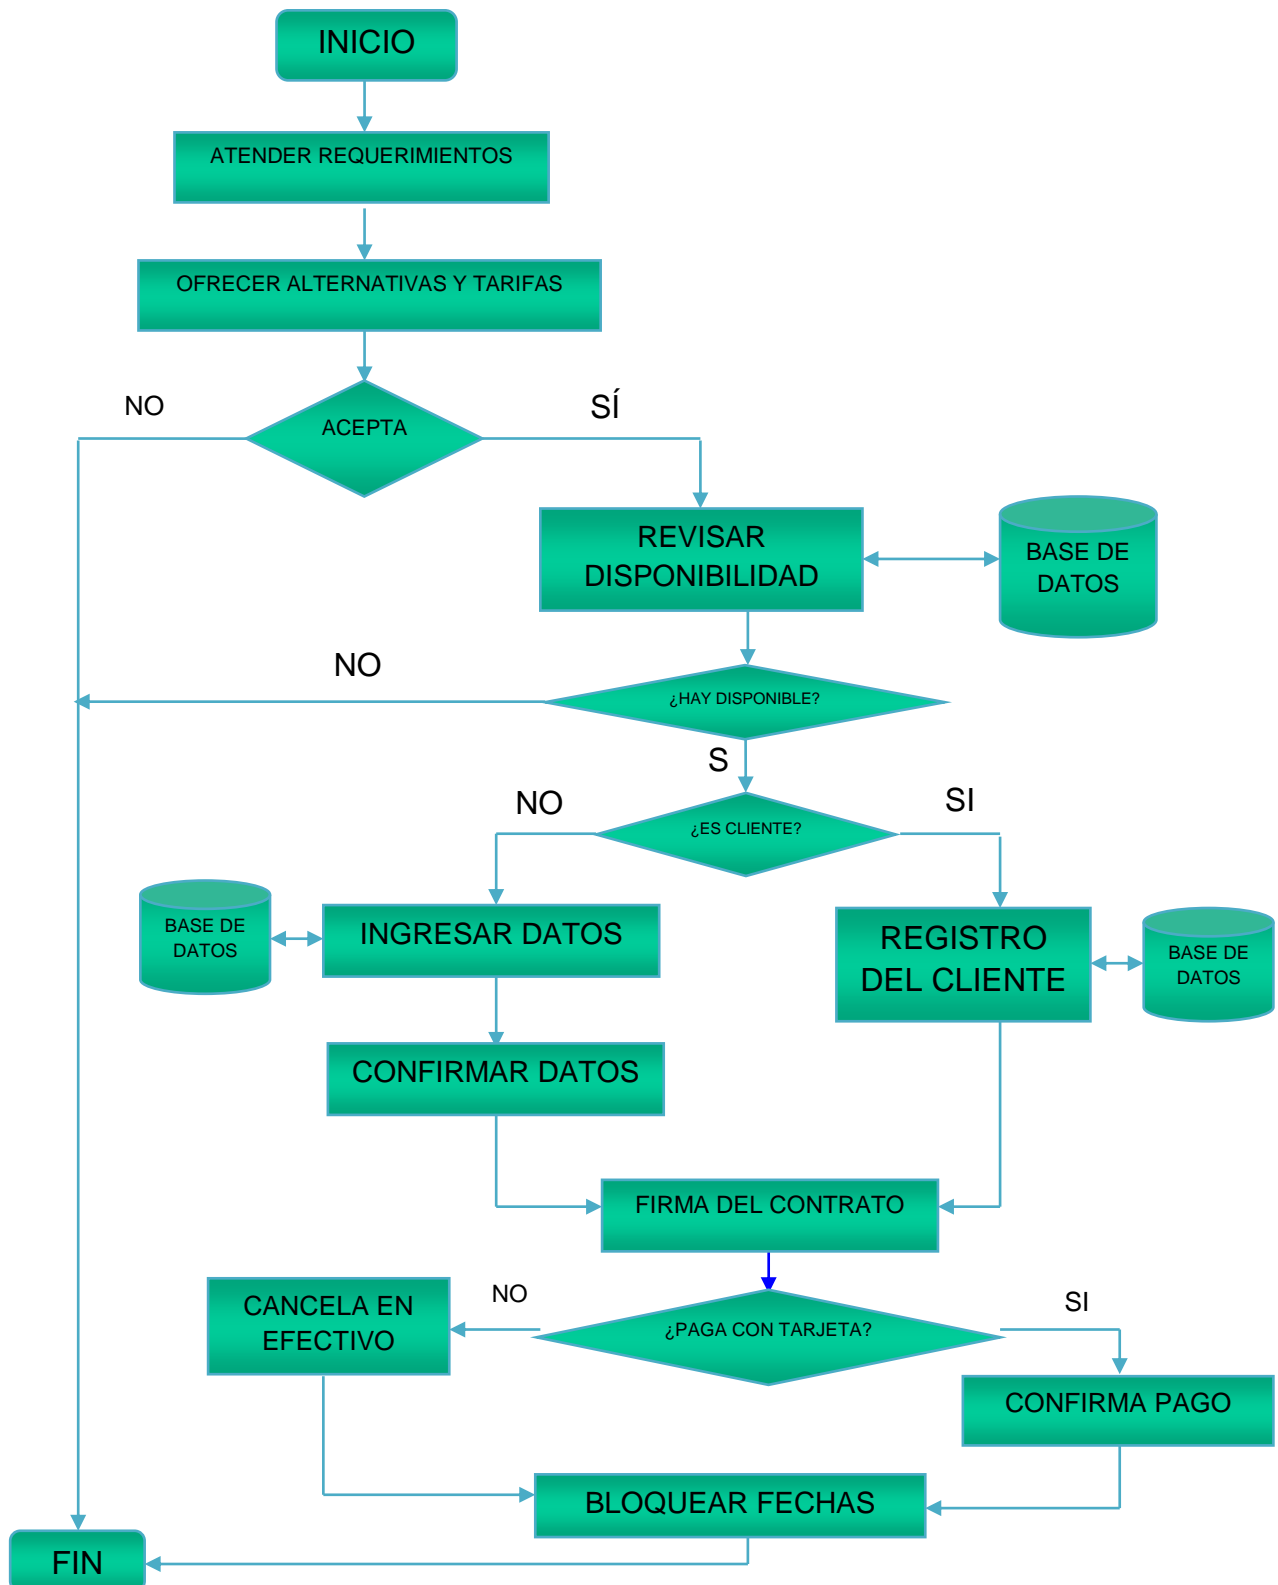 INICIO
ATENDER REQUERIMIENTOS
OFRECER ALTERNATIVAS Y TARIFAS
NO
SÍ
ACEPTA
REVISAR
DISPONIBILIDAD
BASE DE
DATOS
NO
¿HAY DISPONIBLE?
S
NO
SI
¿ES CLIENTE?
BASE DE
DATOS
INGRESAR DATOS
REGISTRO
DEL CLIENTE
BASE DE
DATOS
CONFIRMAR DATOS
FIRMA DEL CONTRATO
CANCELA EN
EFECTIVO
NO
¿PAGA CON TARJETA?
SI
CONFIRMA PAGO
BLOQUEAR FECHAS
FIN